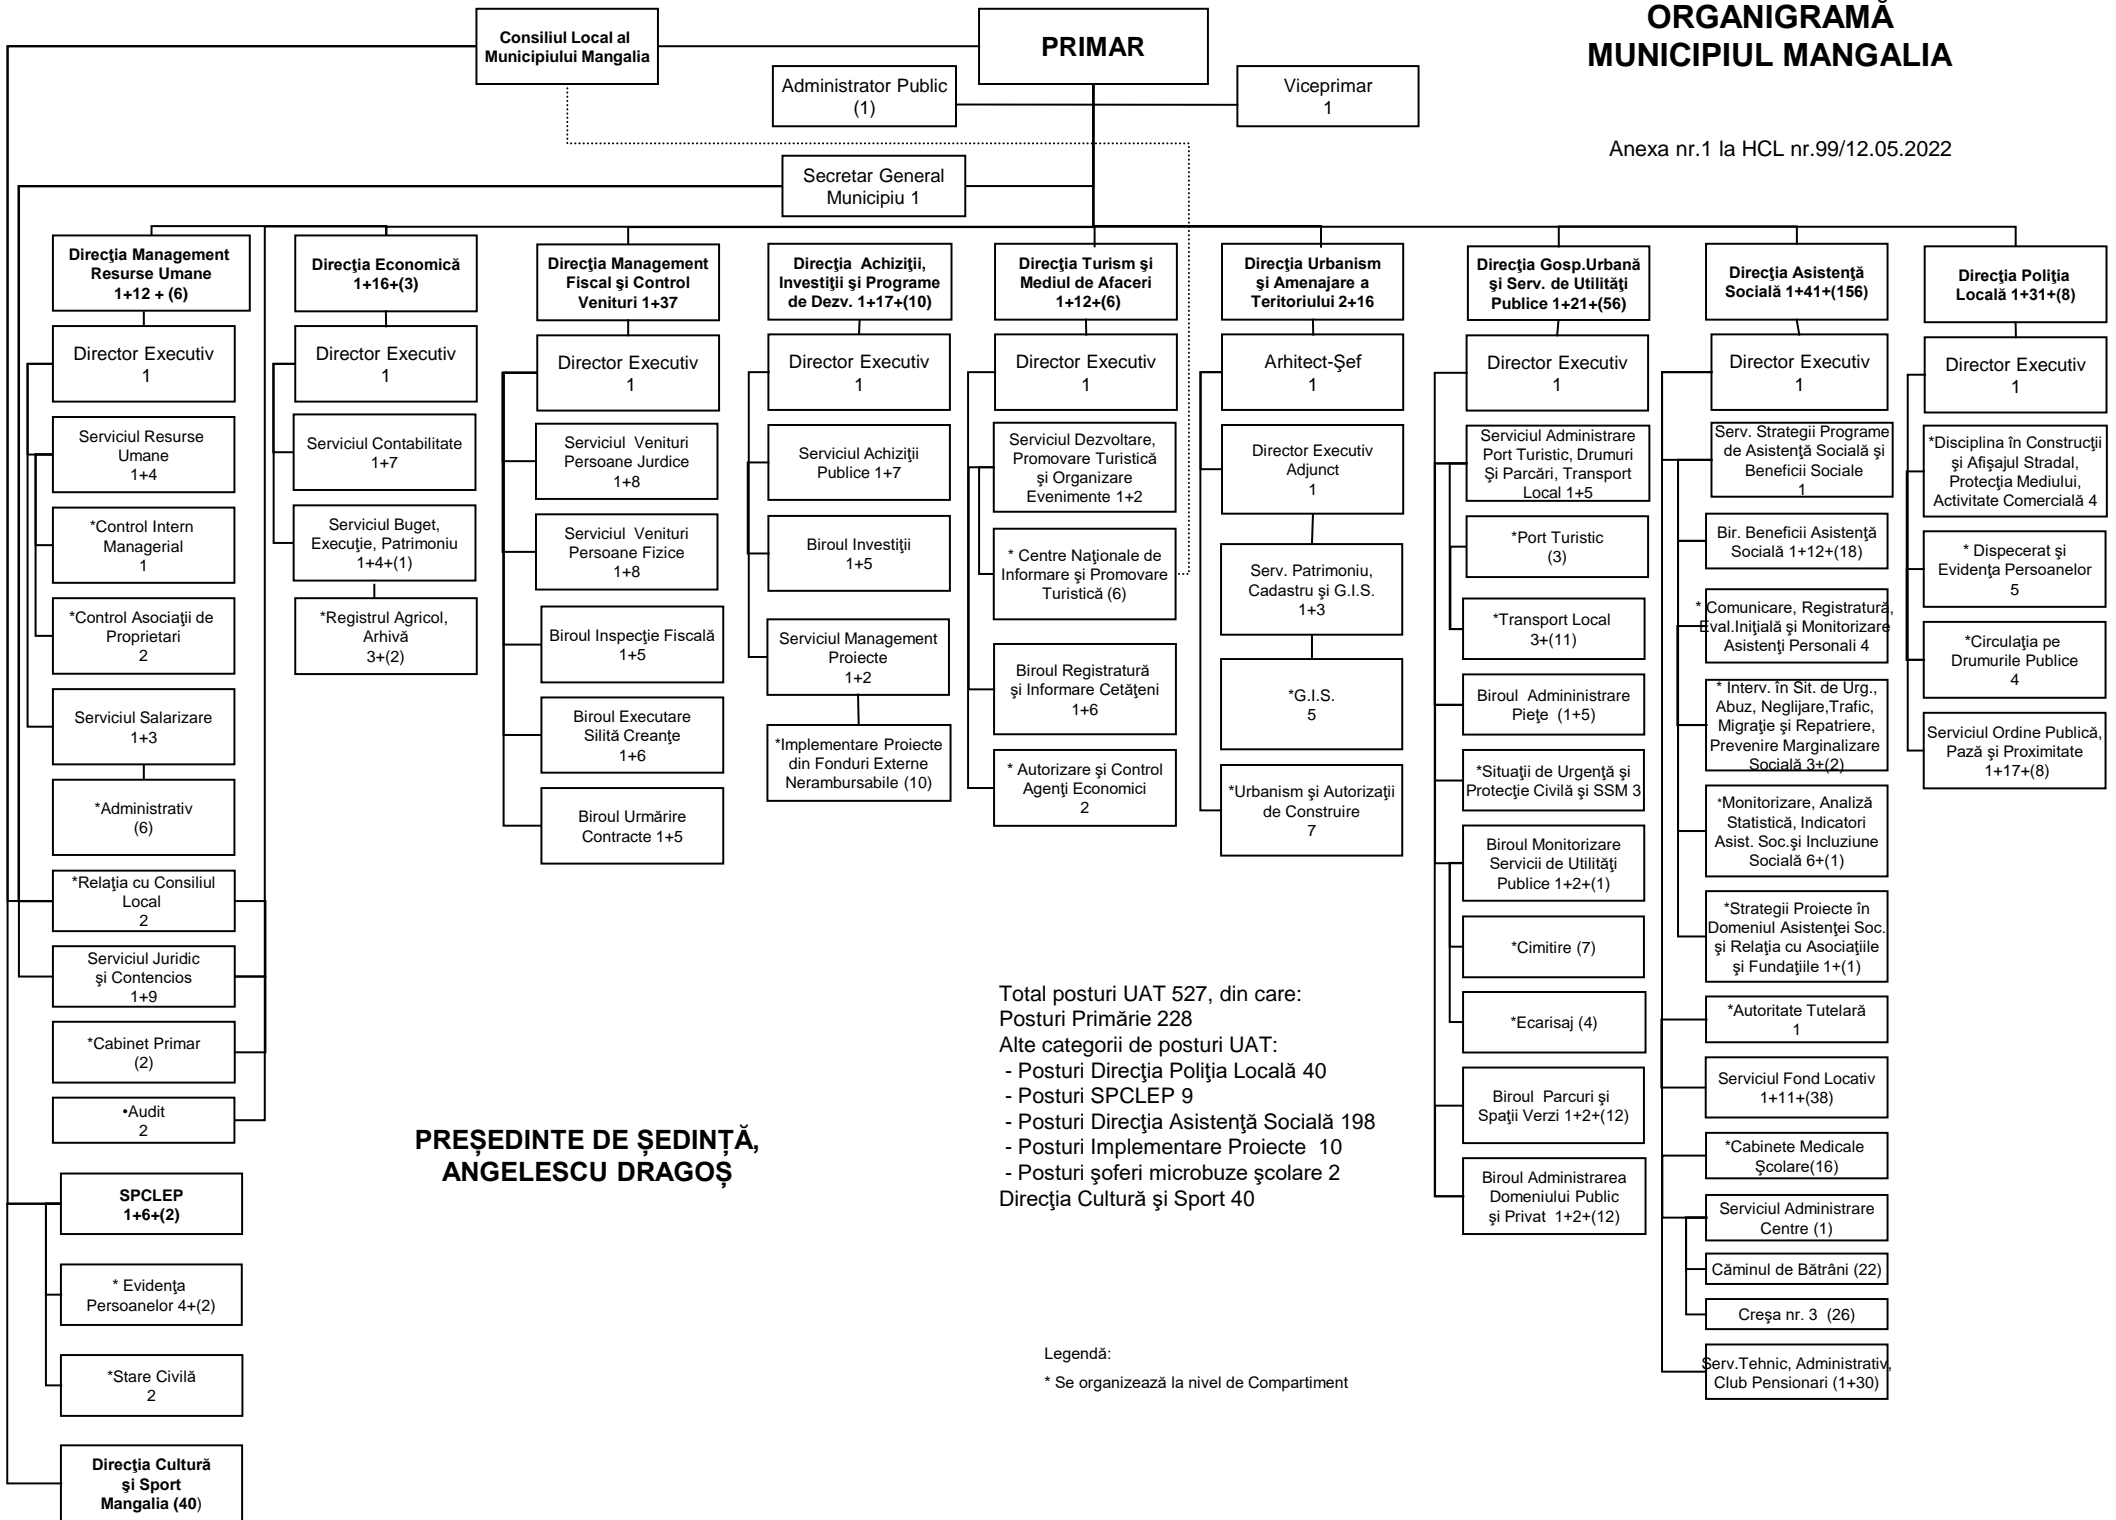 ORGANIGRAMĂ
MUNICIPIUL MANGALIA
Anexa nr.1 la HCL nr.99/12.05.2022
Consiliul Local al
Municipiului Mangalia
PRIMAR
Administrator Public
(1)
Viceprimar
1
Secretar General
Municipiu 1
Direcţia Management
Resurse Umane
1+12 + (6)
Director Executiv
1
Serviciul Resurse
Umane
1+4
*Control Intern
Managerial
1
*Control Asociaţii de
Proprietari
2
Serviciul Salarizare
1+3
*Administrativ
(6)
*Relaţia cu Consiliul
Local
2
Serviciul Juridic
şi Contencios
1+9
*Cabinet Primar
(2)
•Audit
2
SPCLEP
1+6+(2)
* Evidenţa
Persoanelor 4+(2)
*Stare Civilă
2
Direcţia Cultură
şi Sport
Mangalia (40)
Direcţia Economică
1+16+(3)
Director Executiv
1
Serviciul Contabilitate
1+7
Serviciul Buget,
Execuţie, Patrimoniu
1+4+(1)
*Registrul Agricol,
Arhivă
3+(2)
Direcţia Management
Fiscal şi Control
Venituri 1+37
Director Executiv
1
Serviciul Venituri
Persoane Jurdice
1+8
Serviciul Venituri
Persoane Fizice
1+8
Biroul Inspecţie Fiscală
1+5
Biroul Executare
Silită Creanţe
1+6
Biroul Urmărire
Contracte 1+5
Direcţia Achiziţii,
Investiţii şi Programe
de Dezv. 1+17+(10)
Director Executiv
1
Serviciul Achiziţii
Publice 1+7
Biroul Investiţii
1+5
Serviciul Management
Proiecte
1+2
*Implementare Proiecte
din Fonduri Externe
Nerambursabile (10)
Direcţia Turism şi
Mediul de Afaceri
1+12+(6)
Director Executiv
1
Serviciul Dezvoltare,
Promovare Turistică
şi Organizare
Evenimente 1+2
* Centre Naţionale de
Informare şi Promovare
Turistică (6)
Biroul Registratură
şi Informare Cetăţeni
1+6
* Autorizare şi Control
Agenţi Economici
2
Direcţia Urbanism
şi Amenajare a
Teritoriului 2+16
Arhitect-Şef
1
Director Executiv
Adjunct
1
Serv. Patrimoniu,
Cadastru şi G.I.S.
1+3
*G.I.S.
5
*Urbanism şi Autorizaţii
de Construire
7
Direcţia Gosp.Urbană
şi Serv. de Utilităţi
Publice 1+21+(56)
Director Executiv
1
Serviciul Administrare
Port Turistic, Drumuri
Şi Parcări, Transport
Local 1+5
*Port Turistic
(3)
*Transport Local
3+(11)
Biroul Admininistrare
Pieţe (1+5)
*Situaţii de Urgenţă şi
Protecţie Civilă şi SSM 3
Biroul Monitorizare
Servicii de Utilităţi
Publice 1+2+(1)
*Cimitire (7)
*Ecarisaj (4)
Biroul Parcuri şi
Spaţii Verzi 1+2+(12)
Biroul Administrarea
Domeniului Public
şi Privat 1+2+(12)
Direcţia Asistenţă
Socială 1+41+(156)
Director Executiv
1
Serv. Strategii Programe
de Asistenţă Socială şi
Beneficii Sociale
1
Bir. Beneficii Asistenţă
Socială 1+12+(18)
* Comunicare, Registratură,
Eval.Iniţială şi Monitorizare
Asistenţi Personali 4
* Interv. în Sit. de Urg.,
Abuz, Neglijare,Trafic,
Migraţie şi Repatriere,
Prevenire Marginalizare
Socială 3+(2)
*Monitorizare, Analiză
Statistică, Indicatori
Asist. Soc.şi Incluziune
Socială 6+(1)
*Strategii Proiecte în
Domeniul Asistenţei Soc.
şi Relaţia cu Asociaţiile
şi Fundaţiile 1+(1)
*Autoritate Tutelară
1
Serviciul Fond Locativ
1+11+(38)
*Cabinete Medicale
Şcolare(16)
Serviciul Administrare
Centre (1)
Căminul de Bătrâni (22)
Creşa nr. 3 (26)
Serv.Tehnic, Administrativ,
Club Pensionari (1+30)
Direcţia Poliţia
Locală 1+31+(8)
Director Executiv
1
*Disciplina în Construcţii
şi Afişajul Stradal,
Protecţia Mediului,
Activitate Comercială 4
* Dispecerat şi
Evidenţa Persoanelor
5
*Circulaţia pe
Drumurile Publice
4
Serviciul Ordine Publică,
Pază şi Proximitate
1+17+(8)
Total posturi UAT 527, din care:
Posturi Primărie 228
Alte categorii de posturi UAT:
- Posturi Direcţia Poliţia Locală 40
- Posturi SPCLEP 9
- Posturi Direcţia Asistenţă Socială 198
- Posturi Implementare Proiecte 10
- Posturi şoferi microbuze şcolare 2
Direcţia Cultură şi Sport 40
PREȘEDINTE DE ȘEDINȚĂ,
ANGELESCU DRAGOȘ
Legendă:
* Se organizează la nivel de Compartiment